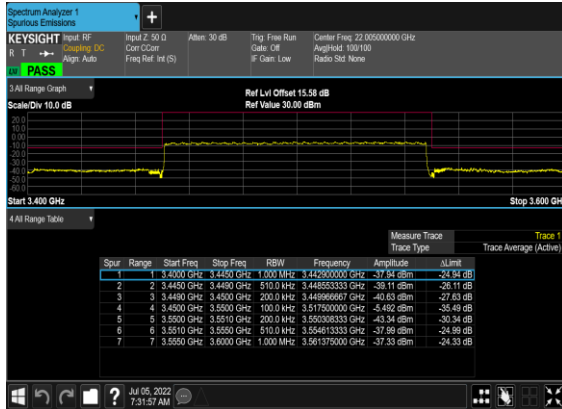 Spectrum Analyzer 1
Spurious Emissions
+
KEYSIGHT Input: RF Input Z: 50 Ω Atten: 30 dB Trig: Free Run Center Freq: 22.005000000 GHz
R T Coupling: DC Corr CCorr Gate: Off Avg|Hold: 100/100
Align: Auto Freq Ref: Int (S) IF Gain: Low Radio Std: None
PASS
3 All Range Graph
Ref Lvl Offset 15.58 dB
Scale/Div 10.0 dB Ref Value 30.00 dBm
20.0
10.0
0.00
-10.0
-20.0
-30.0
-40.0
-50.0
-60.0
Start 3.400 GHz Stop 3.600 GH
4 All Range Table
Measure Trace Trace 1
Trace Type Trace Average (Active)
Spur Range Start Freq Stop Freq RBW Frequency Amplitude ΔLimit
1 1 3.4000 GHz 3.4450 GHz 1.000 MHz 3.442900000 GHz -37.94 dBm -24.94 dB
2 2 3.4450 GHz 3.4490 GHz 510.0 kHz 3.448553333 GHz -39.11 dBm -26.11 dB
3 3 3.4490 GHz 3.4500 GHz 200.0 kHz 3.449966667 GHz -40.63 dBm -27.63 dB
4 4 3.4500 GHz 3.5500 GHz 100.0 kHz 3.517500000 GHz -5.492 dBm -35.49 dB
5 5 3.5500 GHz 3.5510 GHz 200.0 kHz 3.550308333 GHz -43.34 dBm -30.34 dB
6 6 3.5510 GHz 3.5550 GHz 510.0 kHz 3.554613333 GHz -37.99 dBm -24.99 dB
7 7 3.5550 GHz 3.6000 GHz 1.000 MHz 3.561375000 GHz -37.33 dBm -24.33 dB
? Jul 05, 2022
7:31:57 AM